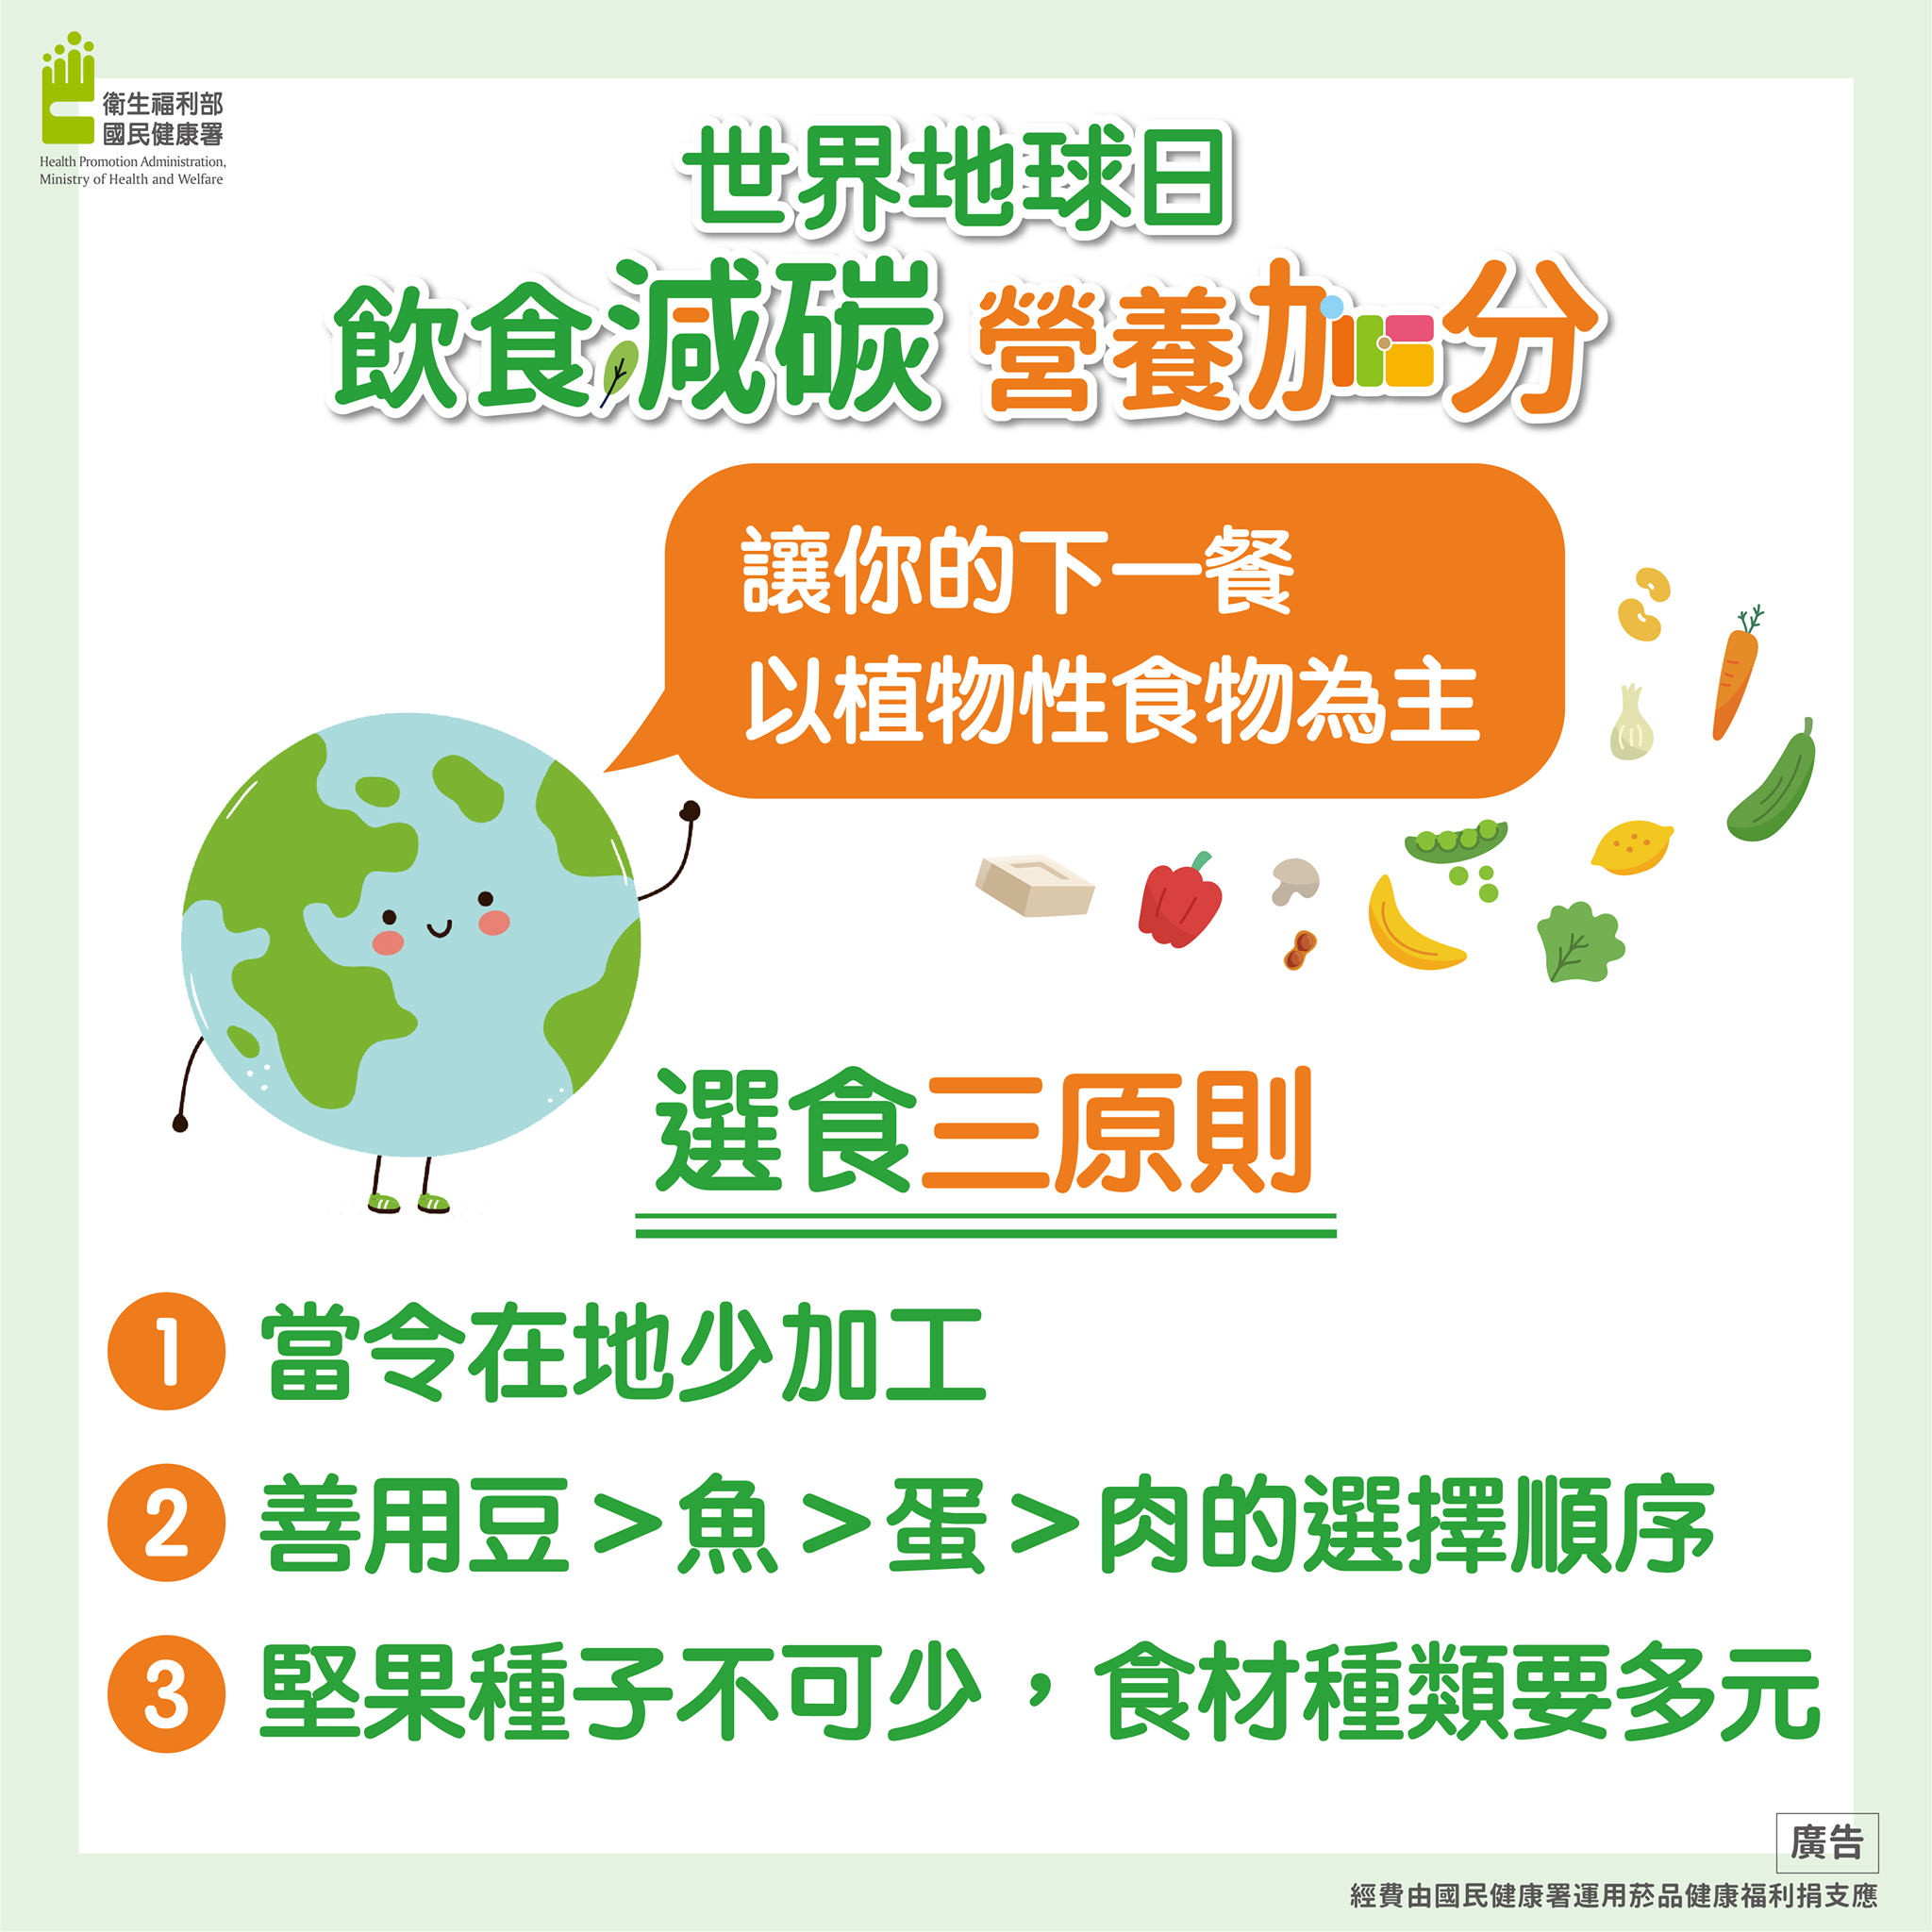 衛生福利部
國民健康署
Health Promotion Administration,
Ministry of Health and Welfare
世界地球日
飲食減碳 營養加分
讓你的下一餐
以植物性食物為主
選食三原則
1 當令在地少加工
2 善用豆>魚>蛋>肉的選擇順序
3 堅果種子不可少，食材種類要多元
廣告
經費由國民健康署運用菸品健康福利捐支應